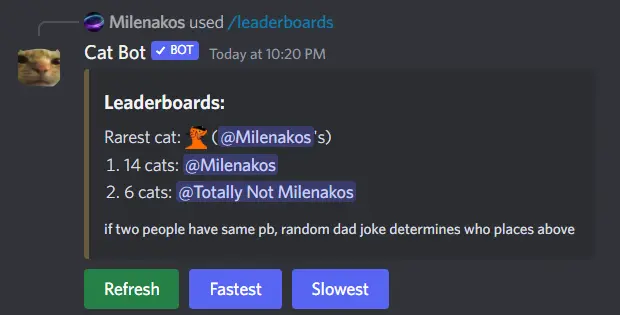 Milenakos used /leaderboards
Cat Bot ✓ BOT Today at 10:20 PM
Leaderboards:
Rarest cat: (@Milenakos's)
1. 14 cats: @Milenakos
2. 6 cats: @Totally Not Milenakos
if two people have same pb, random dad joke determines who places above
Refresh Fastest Slowest